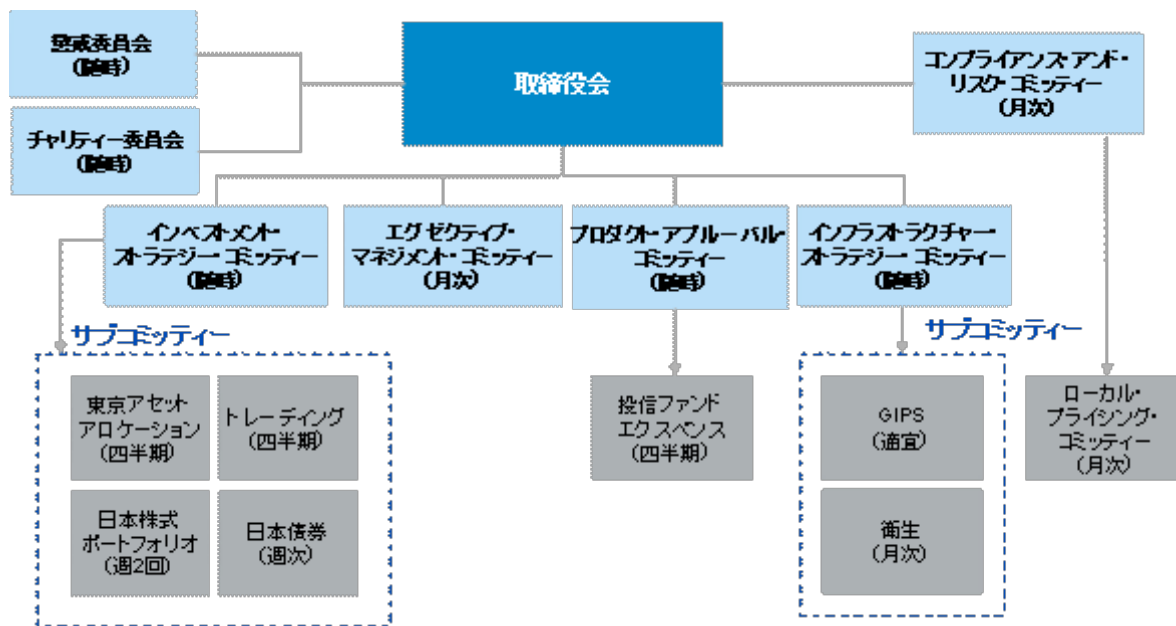 懲戒委員会
(臨時)
チャリティー委員会
(臨時)
取締役会
コンプライアンス・アンド・
リスク・コミッティー
(月次)
インベストメント・
ストラテジー・コミッティー
(臨時)
エグゼクティブ・
マネジメント・コミッティー
(月次)
プロダクト・アプルーバル・
コミッティー
(臨時)
インフラストラクチャー・
ストラテジー・コミッティー
(臨時)
サブコミッティー
東京アセット
アロケーション
(四半期)
トレーディング
(四半期)
日本株式
ポートフォリオ
(週2回)
日本債券
(週次)
投信ファンド
エクスペンス
(四半期)
サブコミッティー
GIPS
(適宜)
衛生
(月次)
ローカル・
プライシング・
コミッティー
(月次)